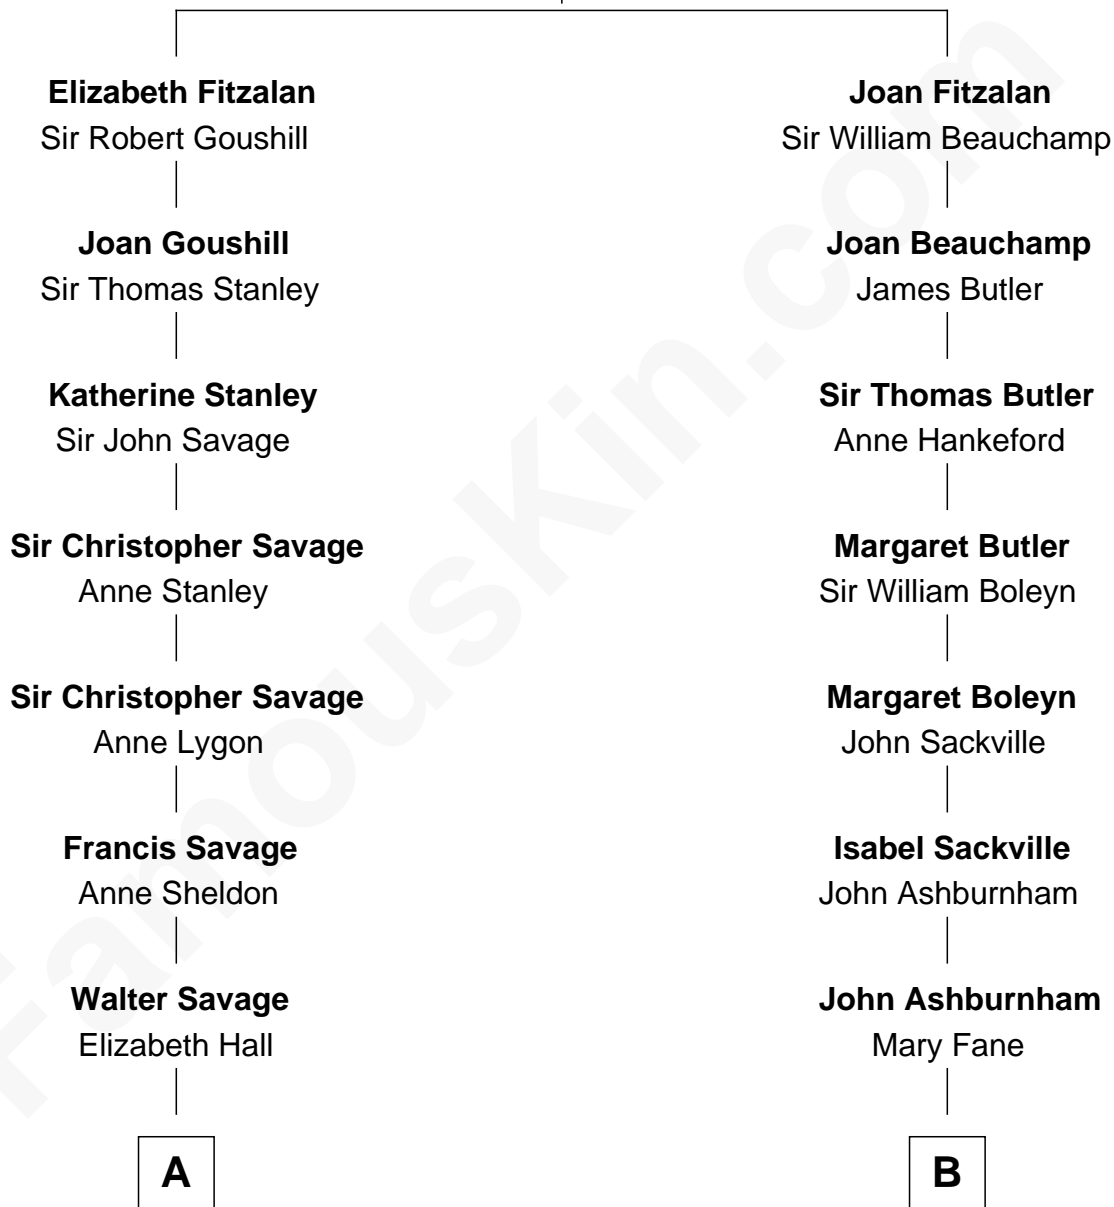 Elizabeth Fitzalan
Sir Robert Goushill
Joan Goushill
Sir Thomas Stanley
Katherine Stanley
Sir John Savage
Sir Christopher Savage
Anne Stanley
Sir Christopher Savage
Anne Lygon
Francis Savage
Anne Sheldon
Walter Savage
Elizabeth Hall
A
Joan Fitzalan
Sir William Beauchamp
Joan Beauchamp
James Butler
Sir Thomas Butler
Anne Hankeford
Margaret Butler
Sir William Boleyn
Margaret Boleyn
John Sackville
Isabel Sackville
John Ashburnham
John Ashburnham
Mary Fane
B
FamousKin.com